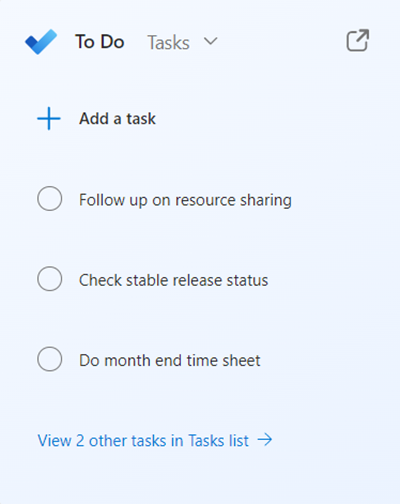 To Do Tasks
Add a task
Follow up on resource sharing
Check stable release status
Do month end time sheet
View 2 other tasks in Tasks list